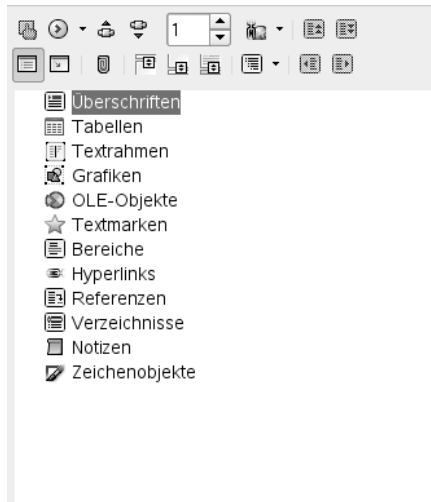 1
Überschriften
Tabellen
Textrahmen
Grafiken
OLE-Objekte
Textmarken
Bereiche
Hyperlinks
Referenzen
Verzeichnisse
Notizen
Zeichenobjekte